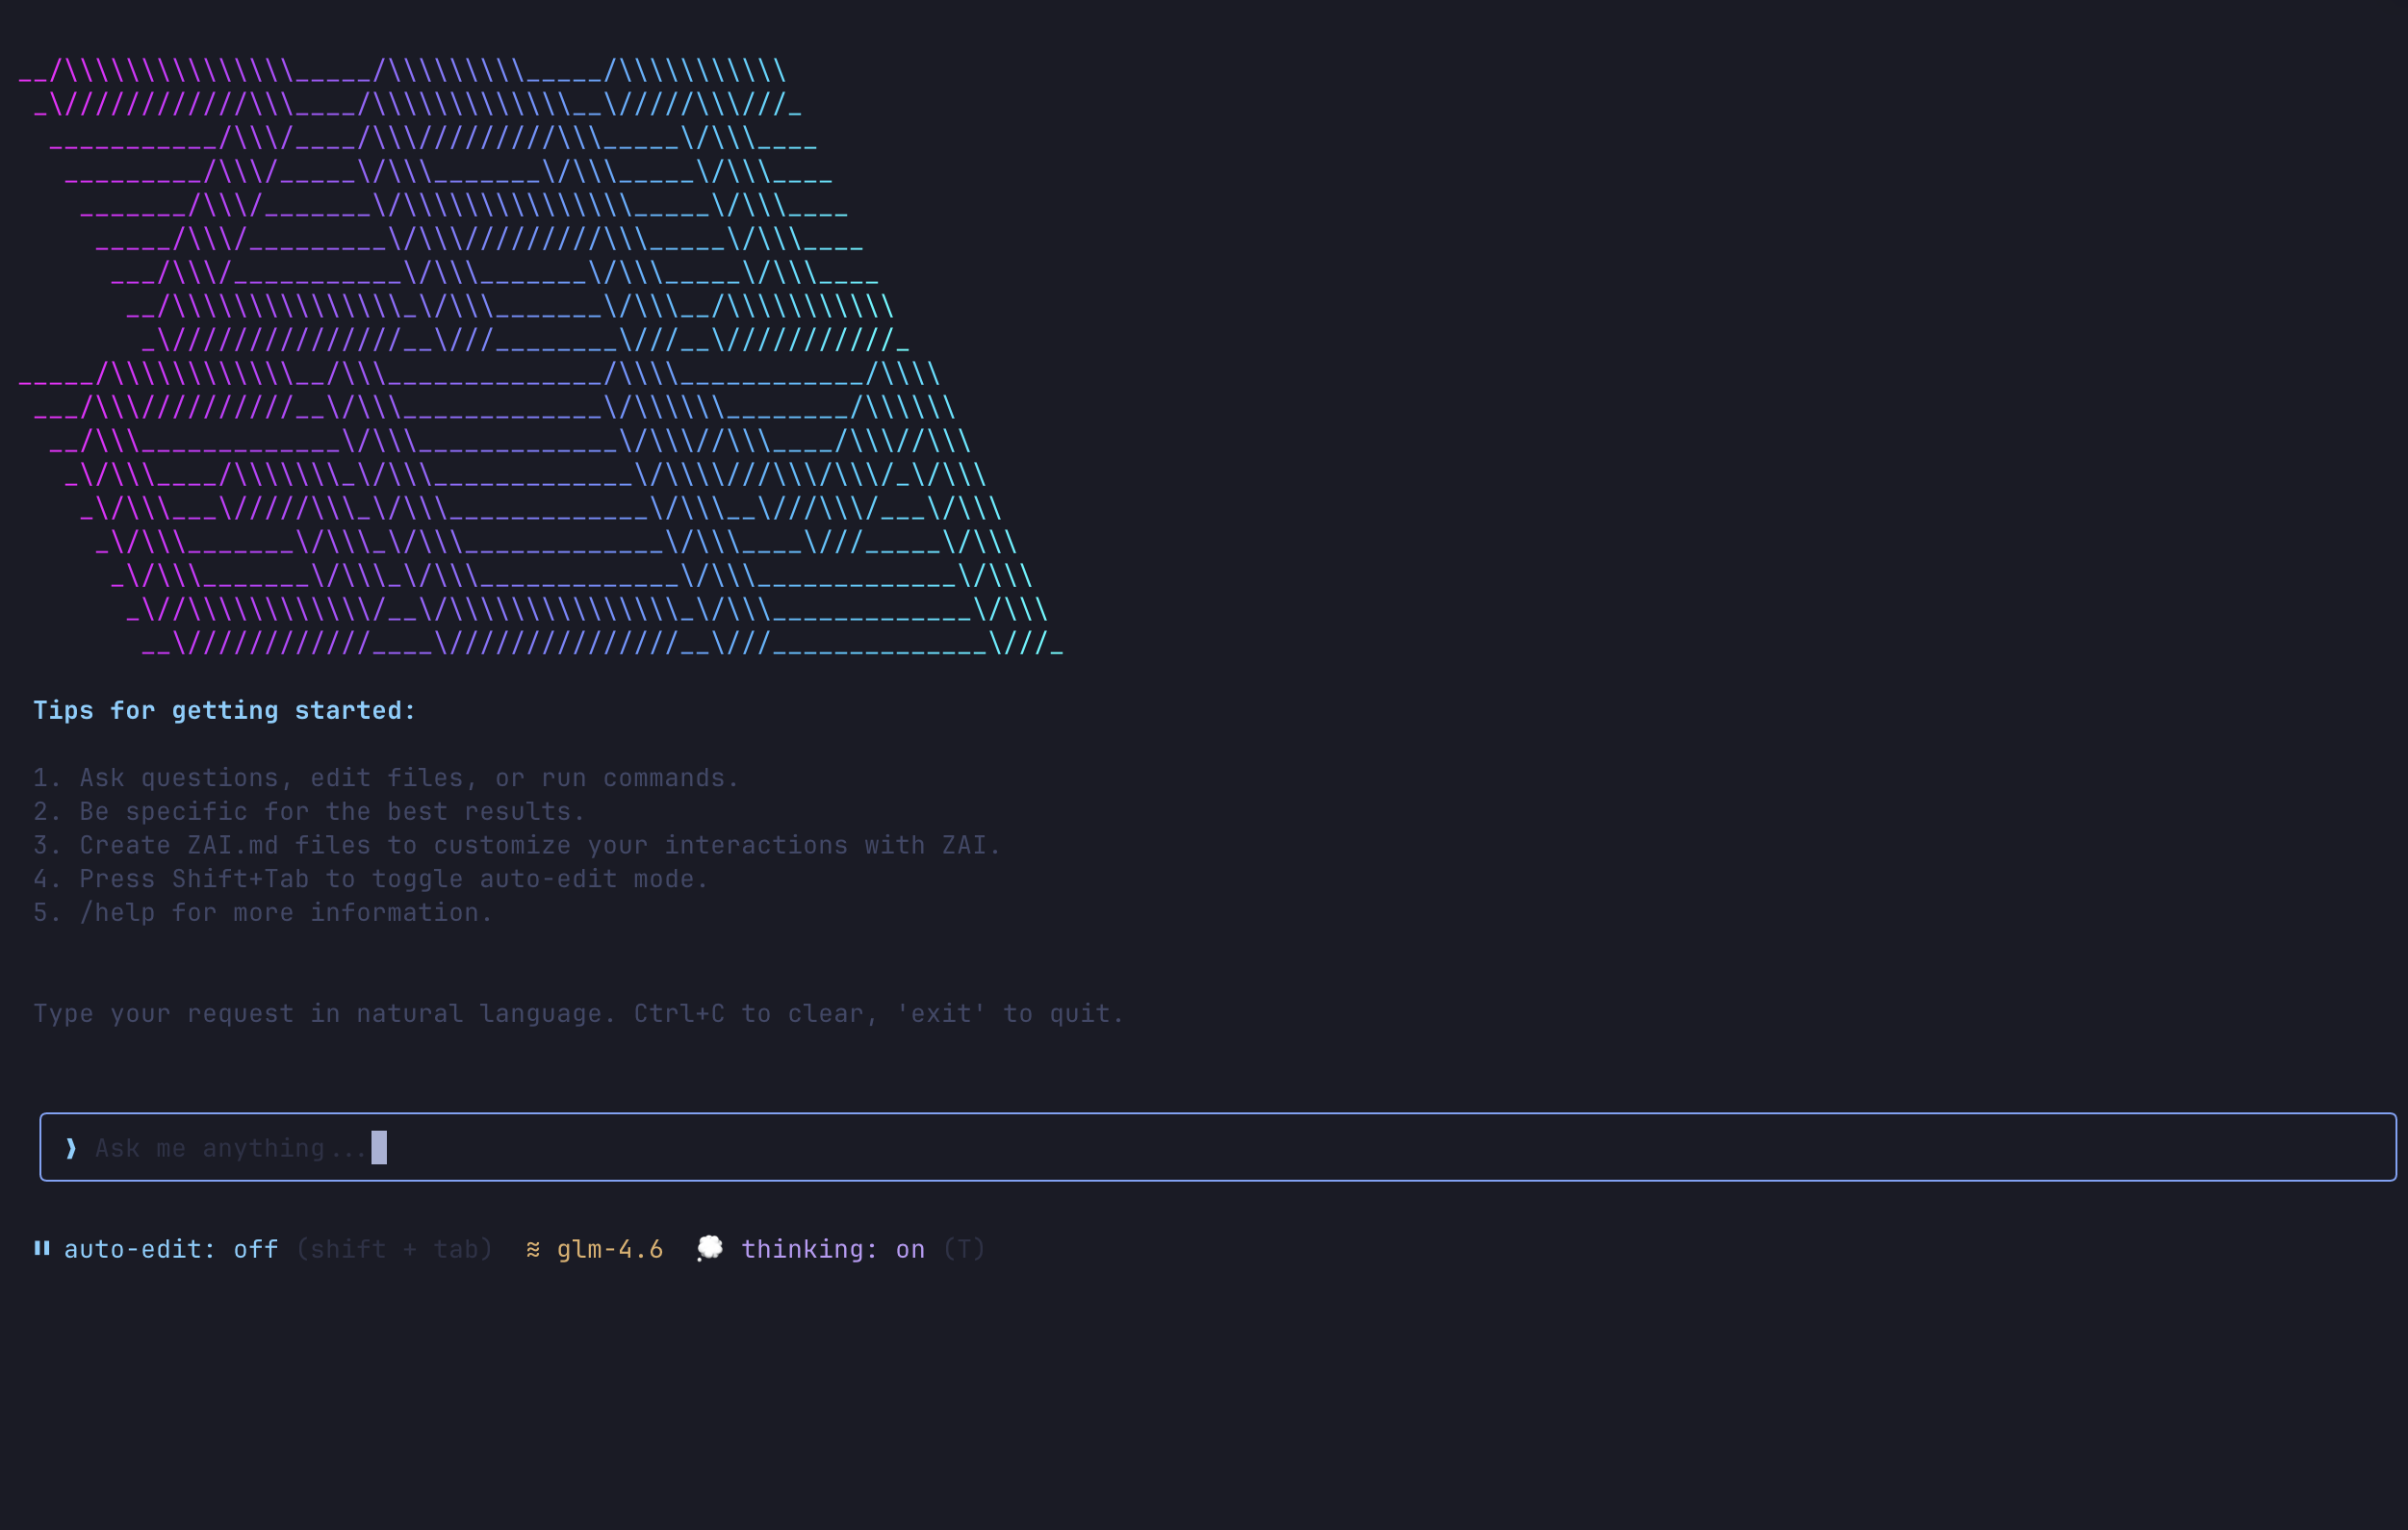 ZAI
GLM
Tips for getting started:
1. Ask questions, edit files, or run commands.
2. Be specific for the best results.
3. Create ZAI.md files to customize your interactions with ZAI.
4. Press Shift+Tab to toggle auto-edit mode.
5. /help for more information.
Type your request in natural language. Ctrl+C to clear, 'exit' to quit.
❯ Ask me anything...
auto-edit: off (shift + tab) ≋ glm-4.6 💭 thinking: on (T)